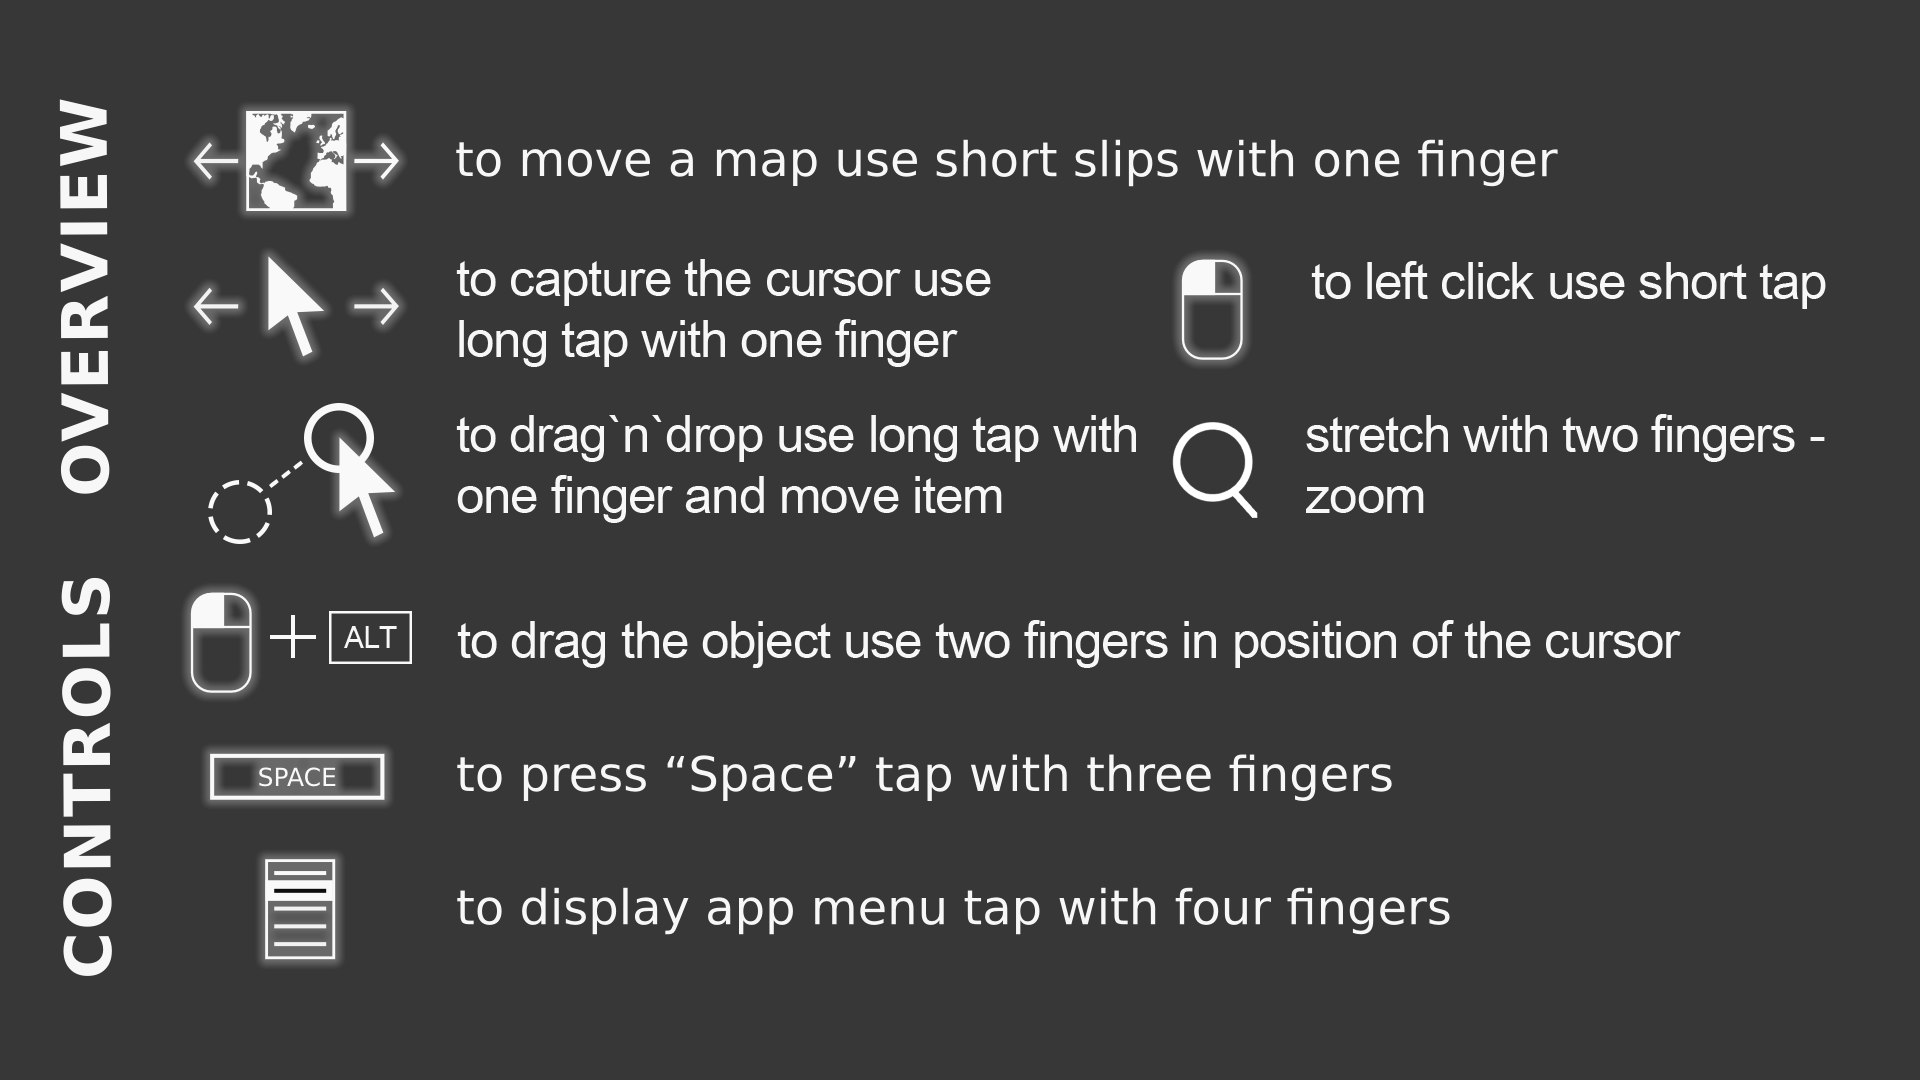 CONTROLS OVERVIEW
to move a map use short slips with one finger
to capture the cursor use
long tap with one finger
to left click use short tap
to drag`n`drop use long tap with
one finger and move item
stretch with two fingers -
zoom
ALT
to drag the object use two fingers in position of the cursor
SPACE
to press “Space” tap with three fingers
to display app menu tap with four fingers